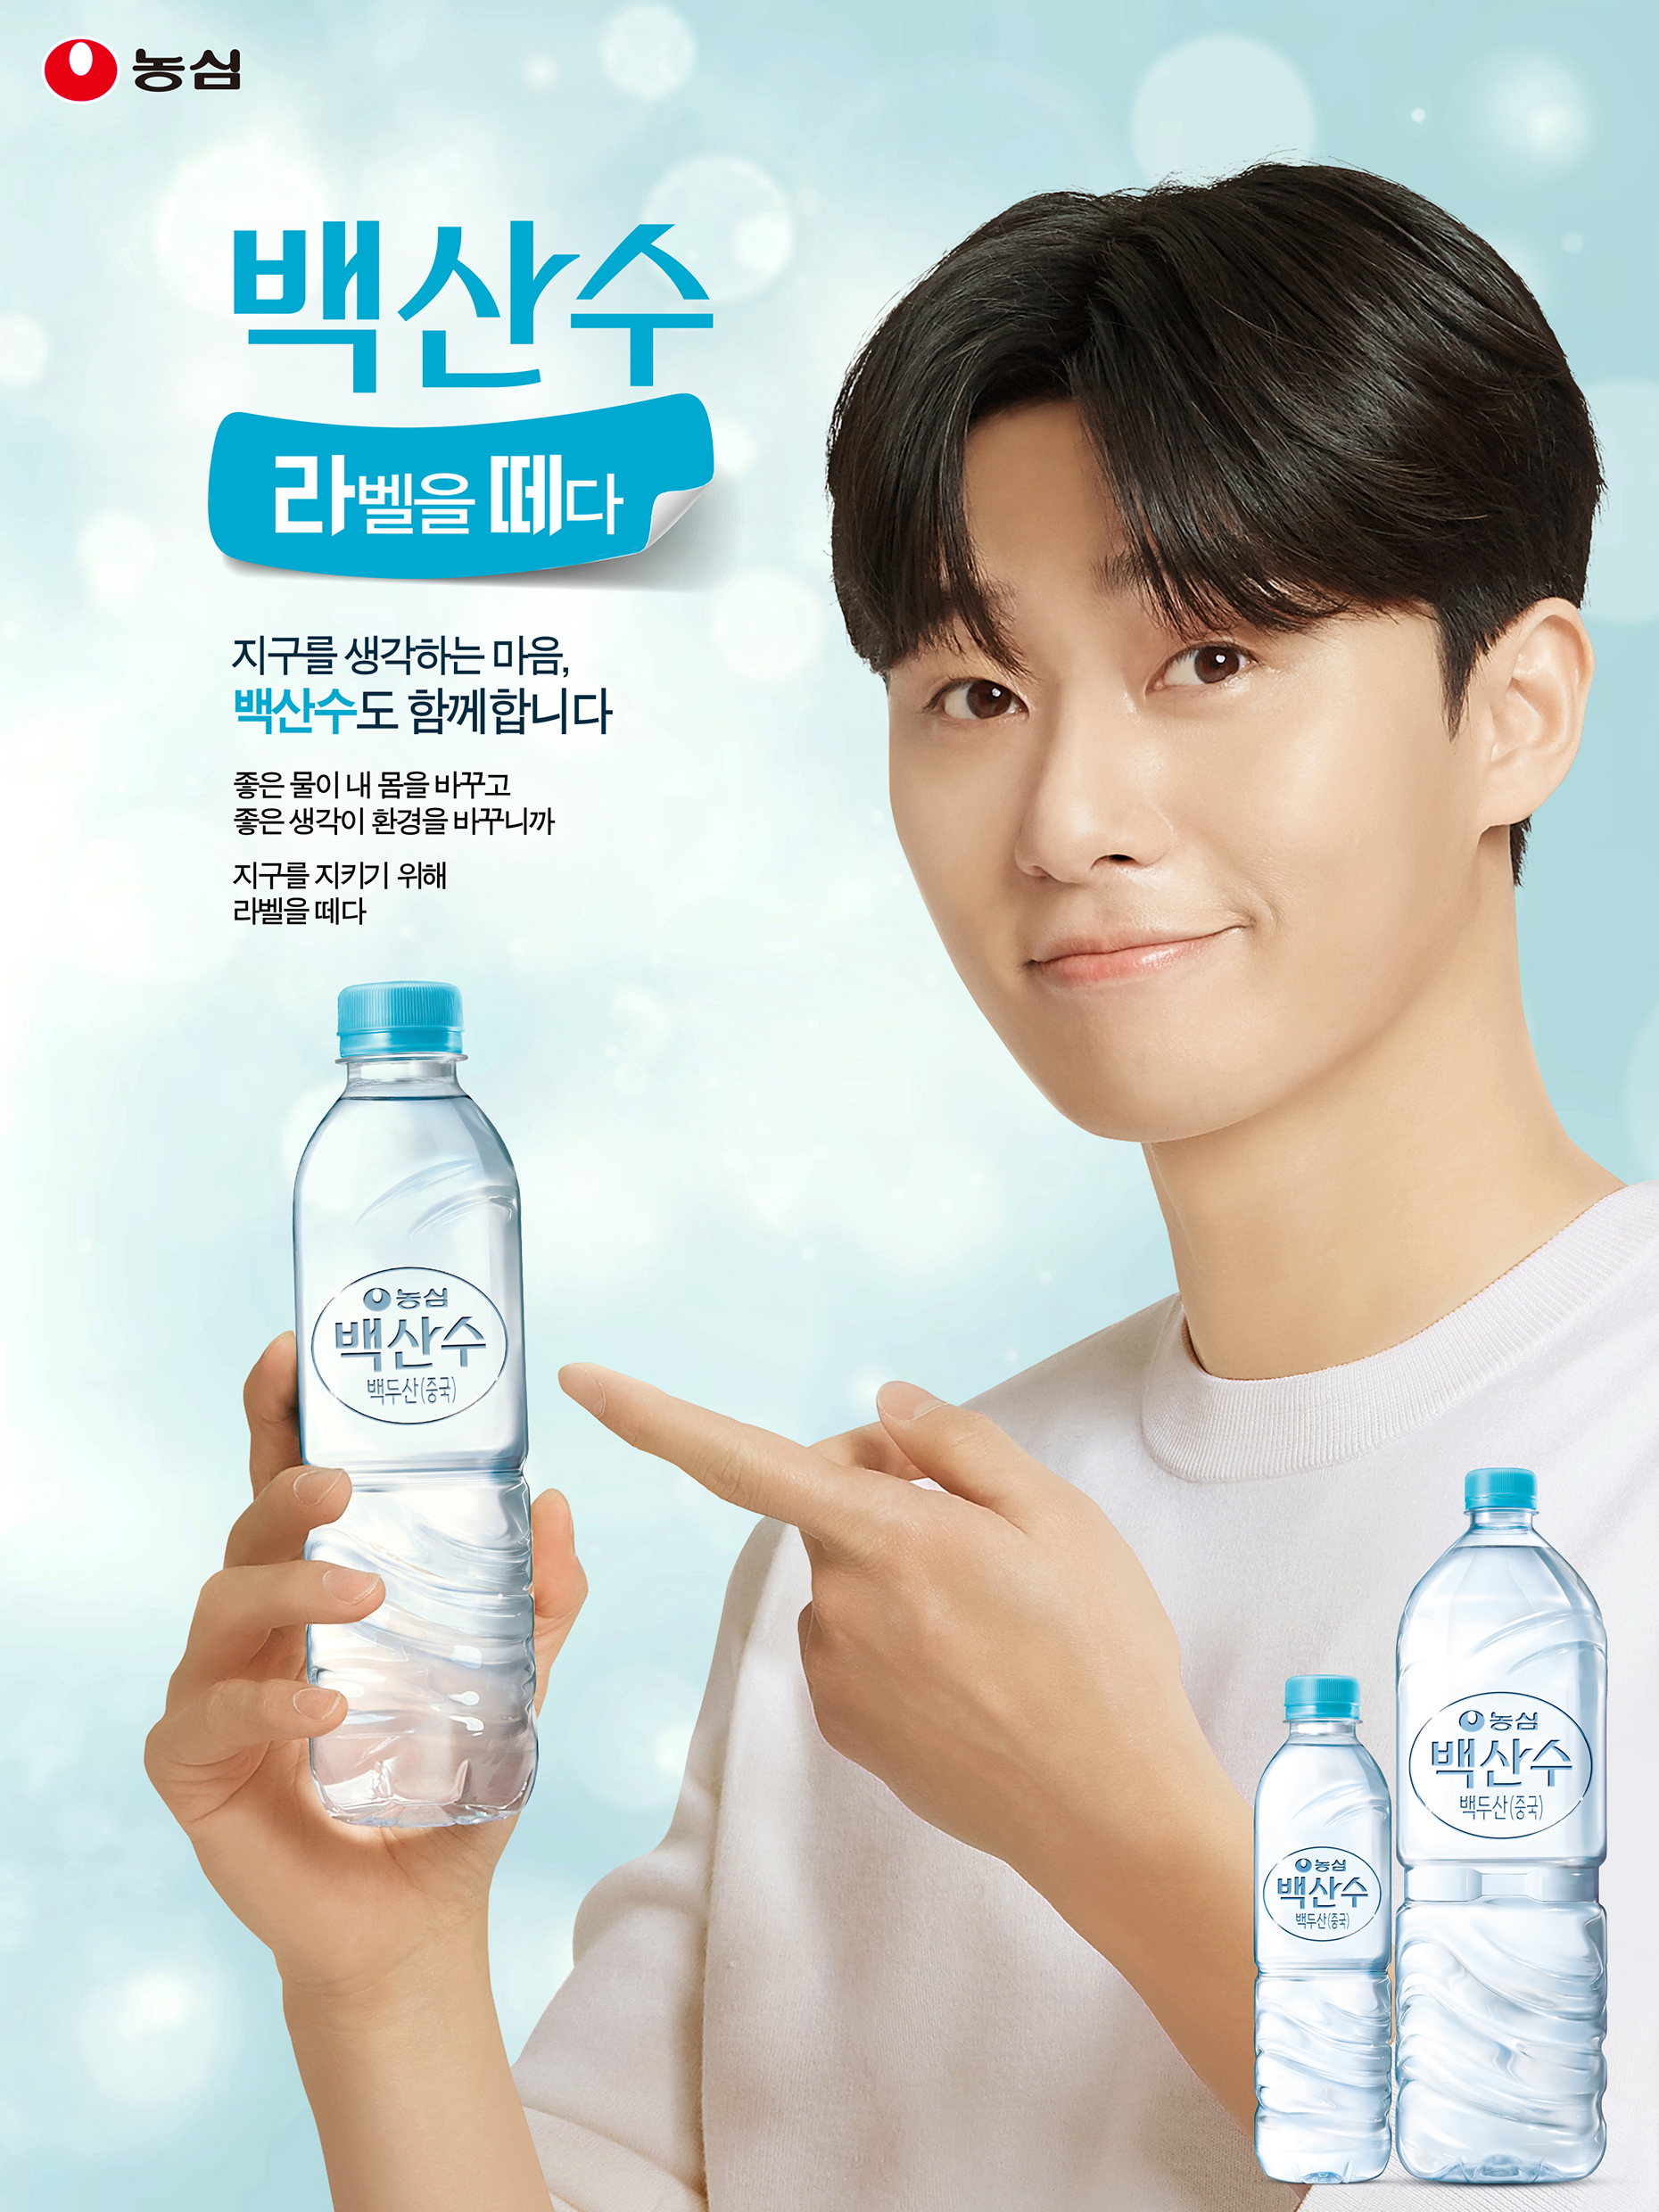 농심
백산수
라벨을 떼다
지구를 생각하는 마음,
백산수도 함께합니다
좋은 물이 내 몸을 바꾸고
좋은 생각이 환경을 바꾸니까
지구를 지키기 위해
라벨을 떼다
농심
백산수
백두산(중국)
농심
백산수
백두산(중국)
농심
백산수
백두산(중국)